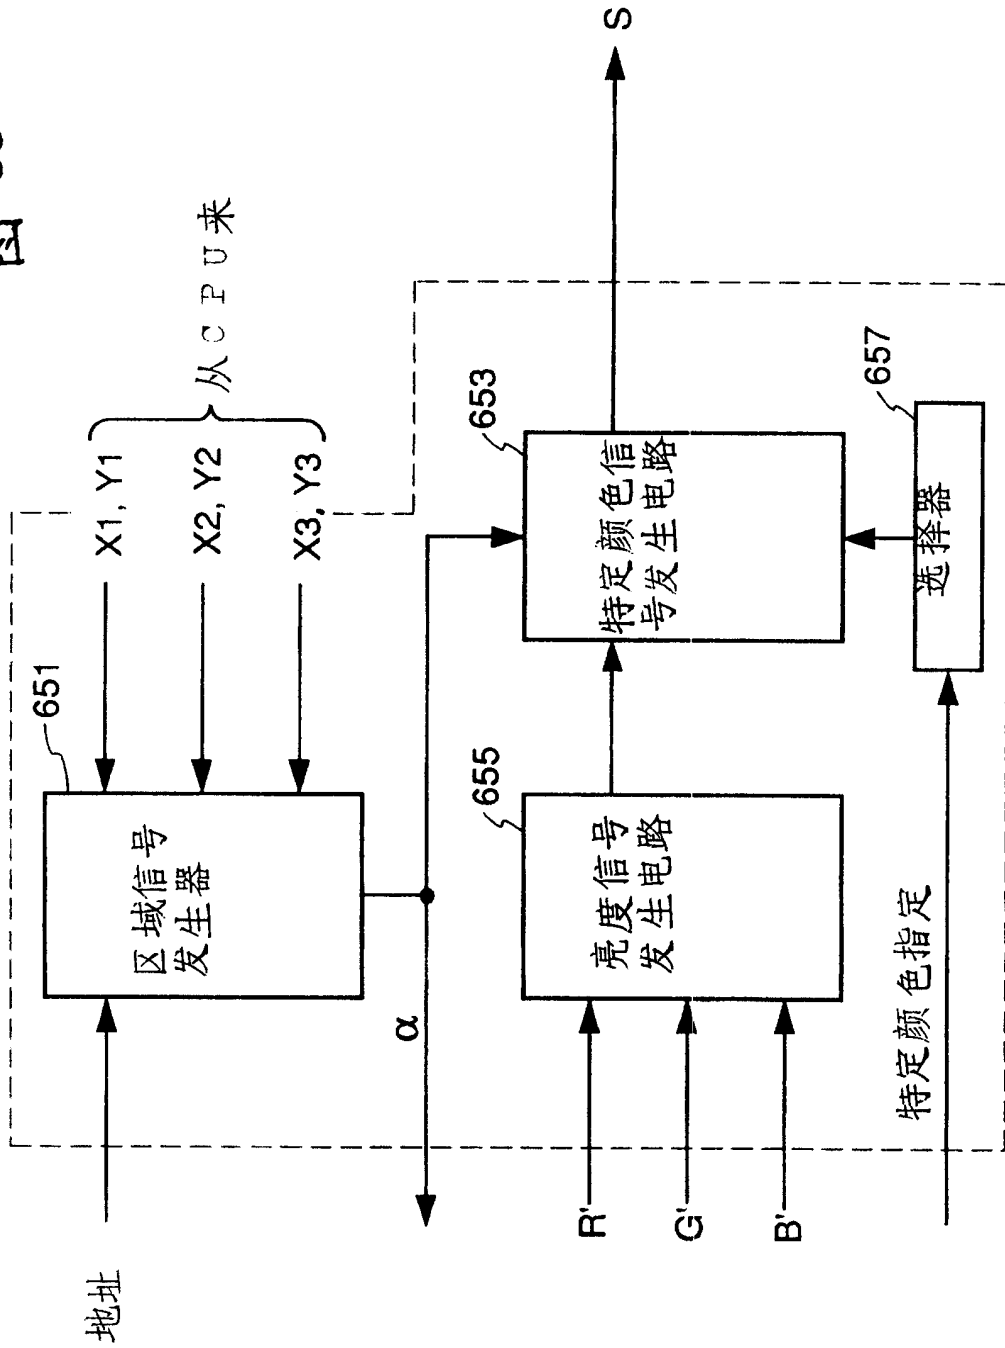 图
地址
651
区域信号
发生器
X1, Y1
X2, Y2
X3, Y3
从CPU来
α
R'
G'
B'
655
亮度信号
发生电路
653
特定颜色信
号发生电路
S
特定颜色指定
657
选择器